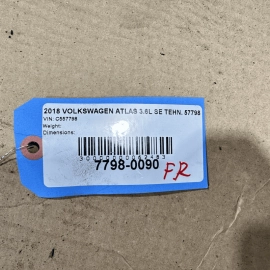 2018 VOLKSWAGEN ATLAS 3.6L SE TEHN, 57798
VIN: C557798
Weight:
Dimensions:
7798-0090 FR